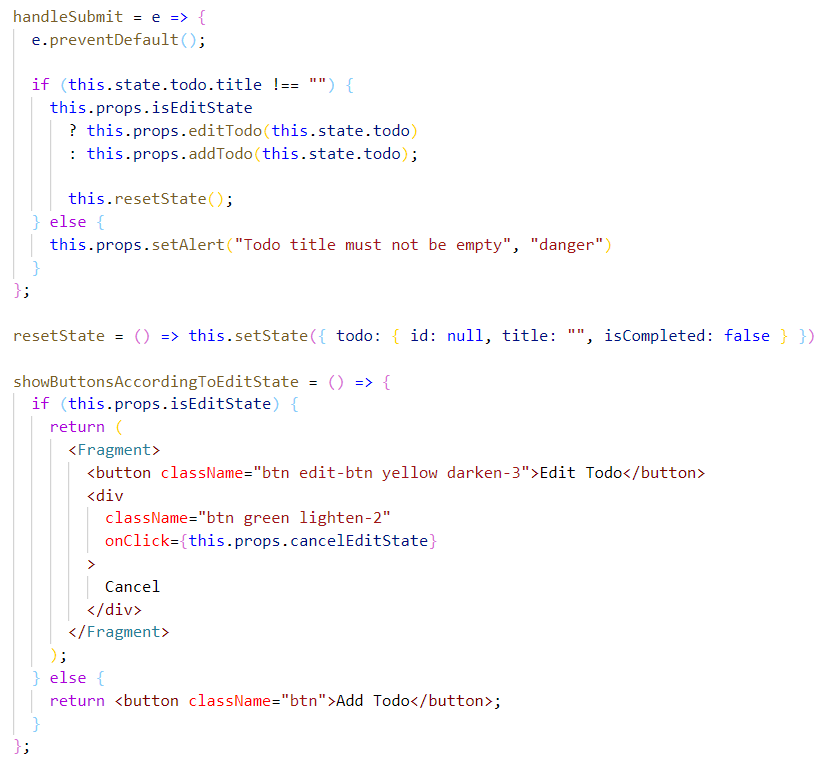 handleSubmit = e => {
  e.preventDefault();

  if (this.state.todo.title !== "") {
    this.props.isEditState
      ? this.props.editTodo(this.state.todo)
      : this.props.addTodo(this.state.todo);

      this.resetState();
  } else {
    this.props.setAlert("Todo title must not be empty", "danger")
  }
};

resetState = () => this.setState({ todo: { id: null, title: "", isCompleted: false } })

showButtonsAccordingToEditState = () => {
  if (this.props.isEditState) {
    return (
      <Fragment>
        <button className="btn edit-btn yellow darken-3">Edit Todo</button>
        <div
          className="btn green lighten-2"
          onClick={this.props.cancelEditState}
        >
          Cancel
        </div>
      </Fragment>
    );
  } else {
    return <button className="btn">Add Todo</button>;
  }
};